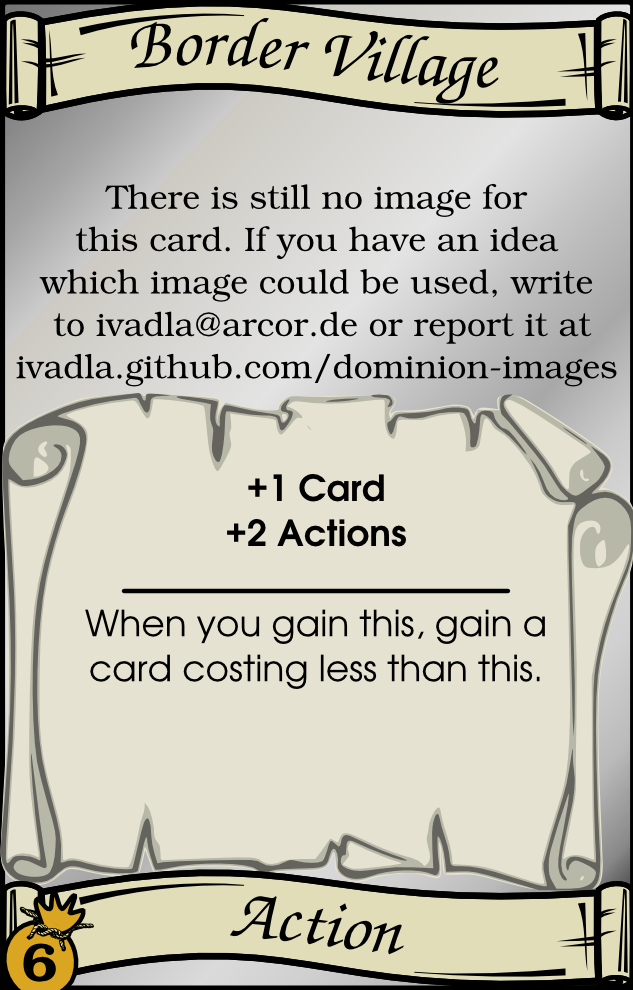 Border Village
There is still no image for
this card. If you have an idea
which image could be used, write
to ivadla@arcor.de or report it at
ivadla.github.com/dominion-images
+1 Card
+2 Actions
When you gain this, gain a
card costing less than this.
Action
6